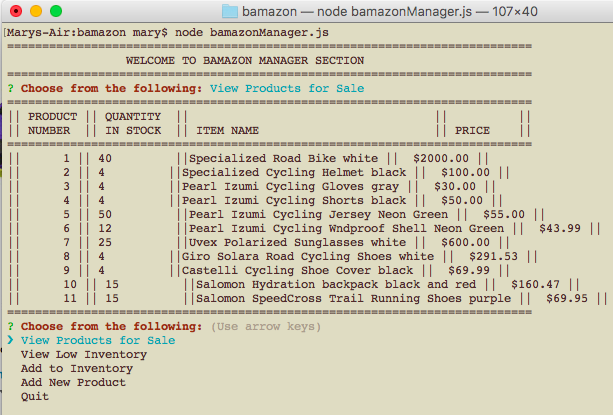 bamazon — node bamazonManager.js — 107×40
[Marys-Air:bamazon mary$ node bamazonManager.js
================================================================================
WELCOME TO BAMAZON MANAGER SECTION
================================================================================
? Choose from the following: View Products for Sale
================================================================================
|| PRODUCT || QUANTITY || || ||
|| NUMBER || IN STOCK || ITEM NAME || PRICE ||
================================================================================
|| 1 || 40 ||Specialized Road Bike white || $2000.00 ||
|| 2 || 4 ||Specialized Cycling Helmet black || $100.00 ||
|| 3 || 4 ||Pearl Izumi Cycling Gloves gray || $30.00 ||
|| 4 || 4 ||Pearl Izumi Cycling Shorts black || $50.00 ||
|| 5 || 50 ||Pearl Izumi Cycling Jersey Neon Green || $55.00 ||
|| 6 || 12 ||Pearl Izumi Cycling Wndproof Shell Neon Green || $43.99 ||
|| 7 || 25 ||Uvex Polarized Sunglasses white || $600.00 ||
|| 8 || 4 ||Giro Solara Road Cycling Shoes white || $291.53 ||
|| 9 || 4 ||Castelli Cycling Shoe Cover black || $69.99 ||
|| 10 || 15 ||Salomon Hydration backpack black and red || $160.47 ||
|| 11 || 15 ||Salomon SpeedCross Trail Running Shoes purple || $69.95 ||
================================================================================
? Choose from the following: (Use arrow keys)
❯ View Products for Sale
View Low Inventory
Add to Inventory
Add New Product
Quit